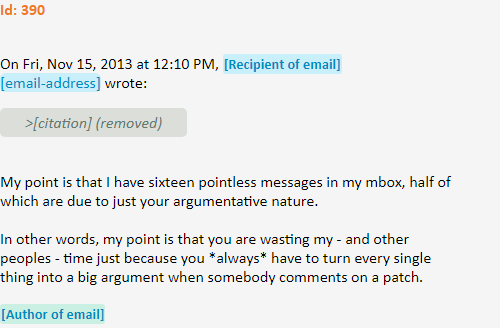 Id: 390
On Fri, Nov 15, 2013 at 12:10 PM, [Recipient of email]
[email-address] wrote:
>[citation] (removed)
My point is that I have sixteen pointless messages in my mbox, half of
which are due to just your argumentative nature.
In other words, my point is that you are wasting my - and other
peoples - time just because you *always* have to turn every single
thing into a big argument when somebody comments on a patch.
[Author of email]